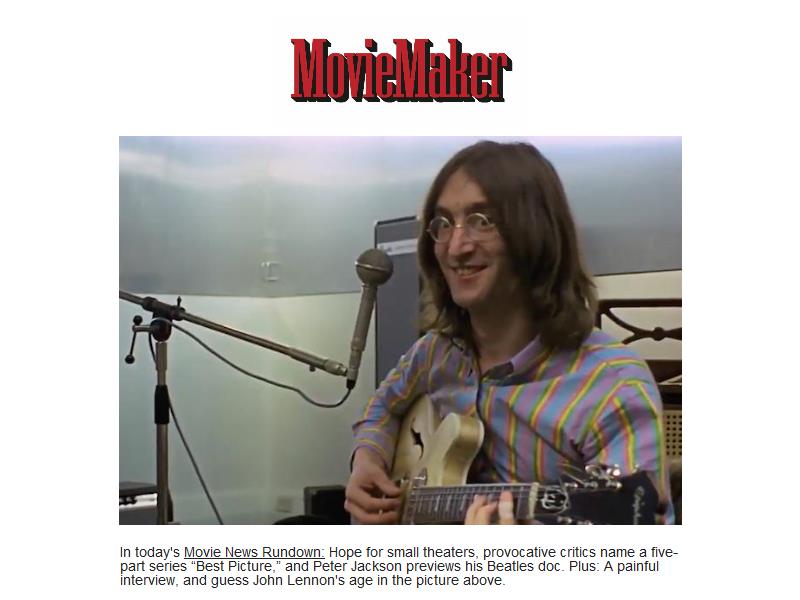 MovieMaker
In today's Movie News Rundown: Hope for small theaters, provocative critics name a five-
part series “Best Picture,” and Peter Jackson previews his Beatles doc. Plus: A painful
interview, and guess John Lennon's age in the picture above.